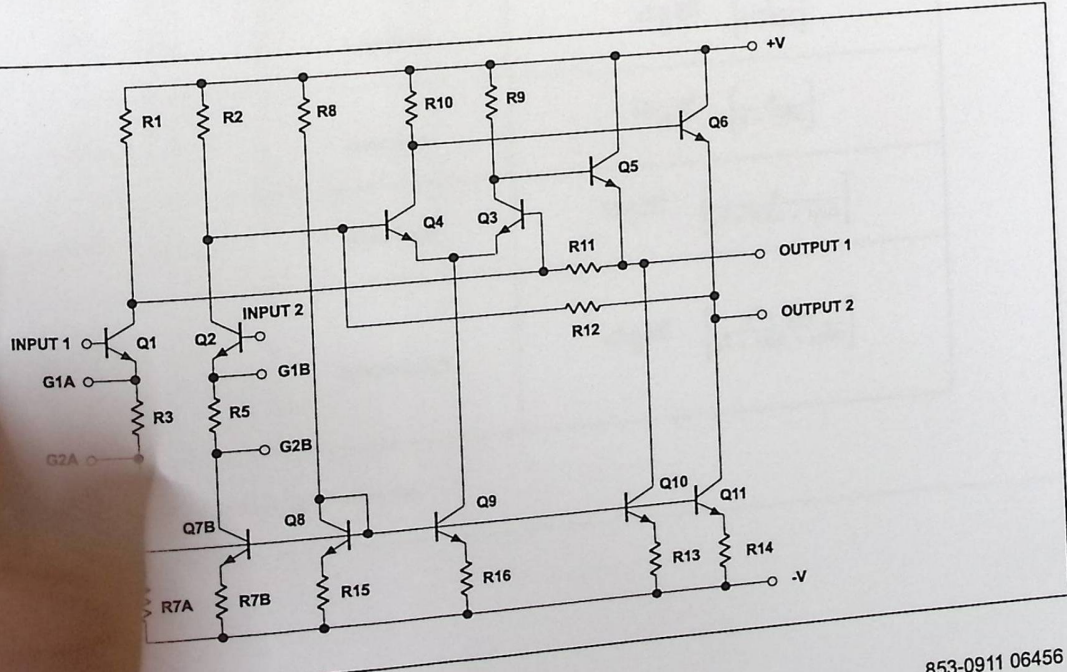 +V
R1
R2
R8
R10
R9
Q6
Q5
Q4
Q3
R11
OUTPUT 1
R12
OUTPUT 2
INPUT 2
INPUT 1
Q1
Q2
G1A
G1B
R3
R5
G2A
G2B
Q7B
Q8
Q9
Q10
Q11
R7A
R7B
R15
R16
R13
R14
-V
853-0911 06456